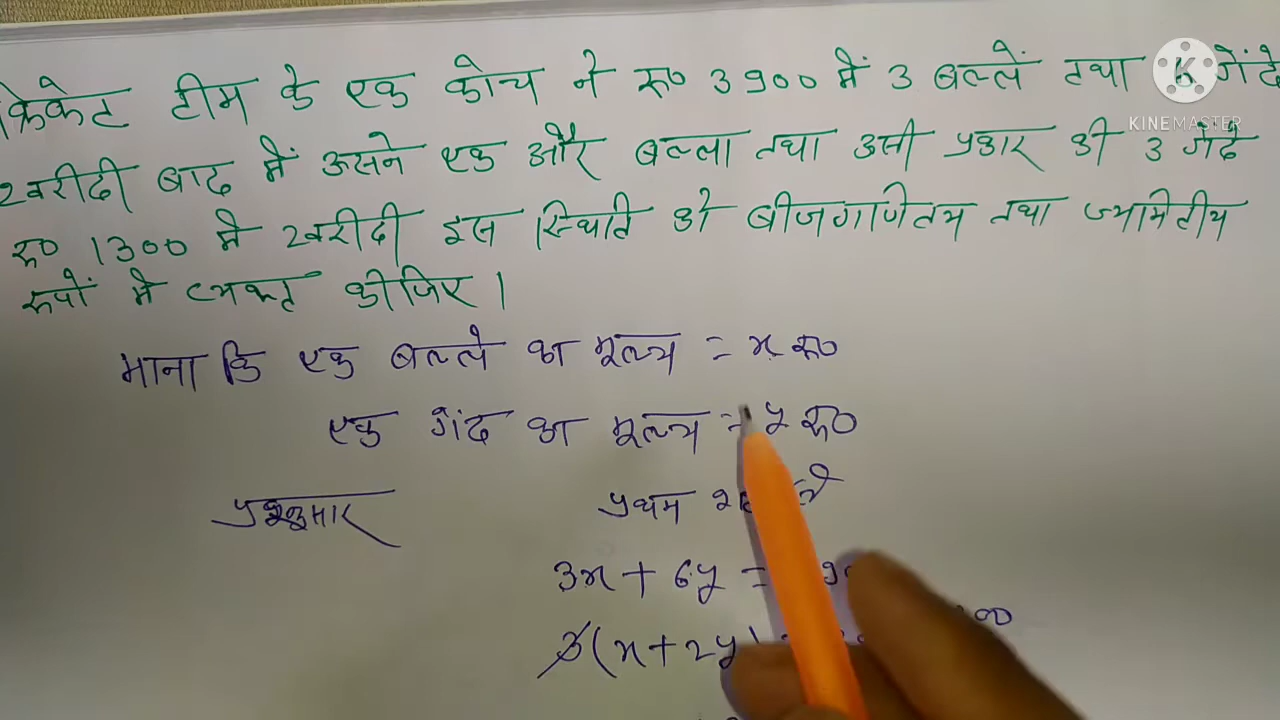 क्रिकेट टीम के एक कोच ने रू० 3900 में 3 बल्ले तथा गेंदे
KINEMASTER
खरीदी बाद में उसने एक और बल्ला तथा उसी प्रकार की 3 गेंदे
रू० 1300 में खरीदी इस स्थिति को बीजगणितय तथा ज्यामितीय
रूपों में व्यक्त कीजिए।
माना कि एक बल्ले का मूल्य = x रू०
एक गेंद का मूल्य = y रू०
प्रश्नुसार प्रथम
3x + 6y =
3(x + 2y)